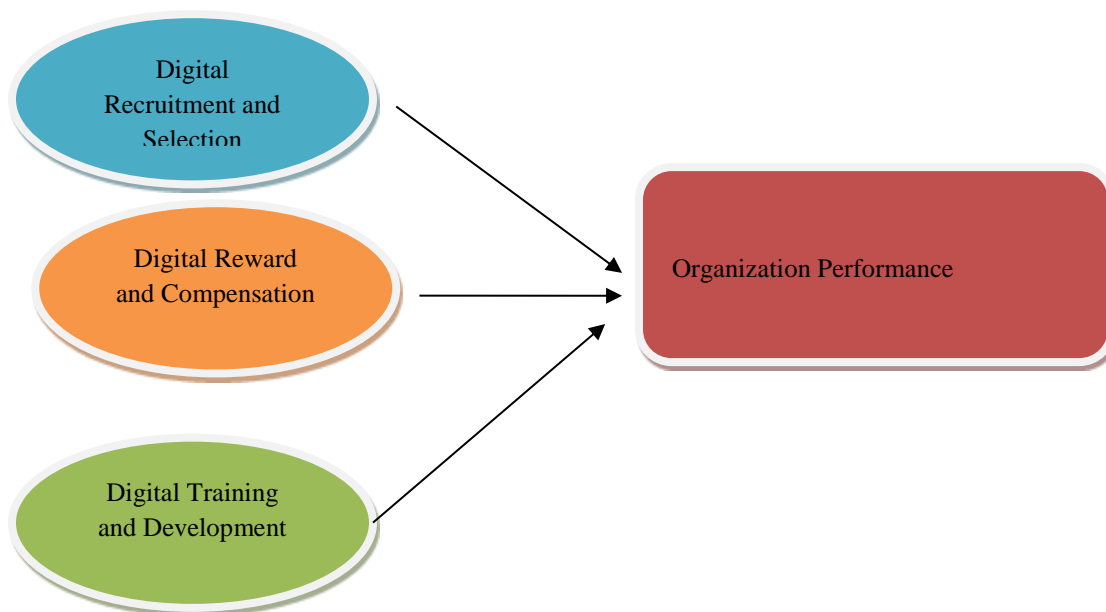 Digital
Recruitment and
Selection
Digital Reward
and Compensation
Organization Performance
Digital Training
and Development